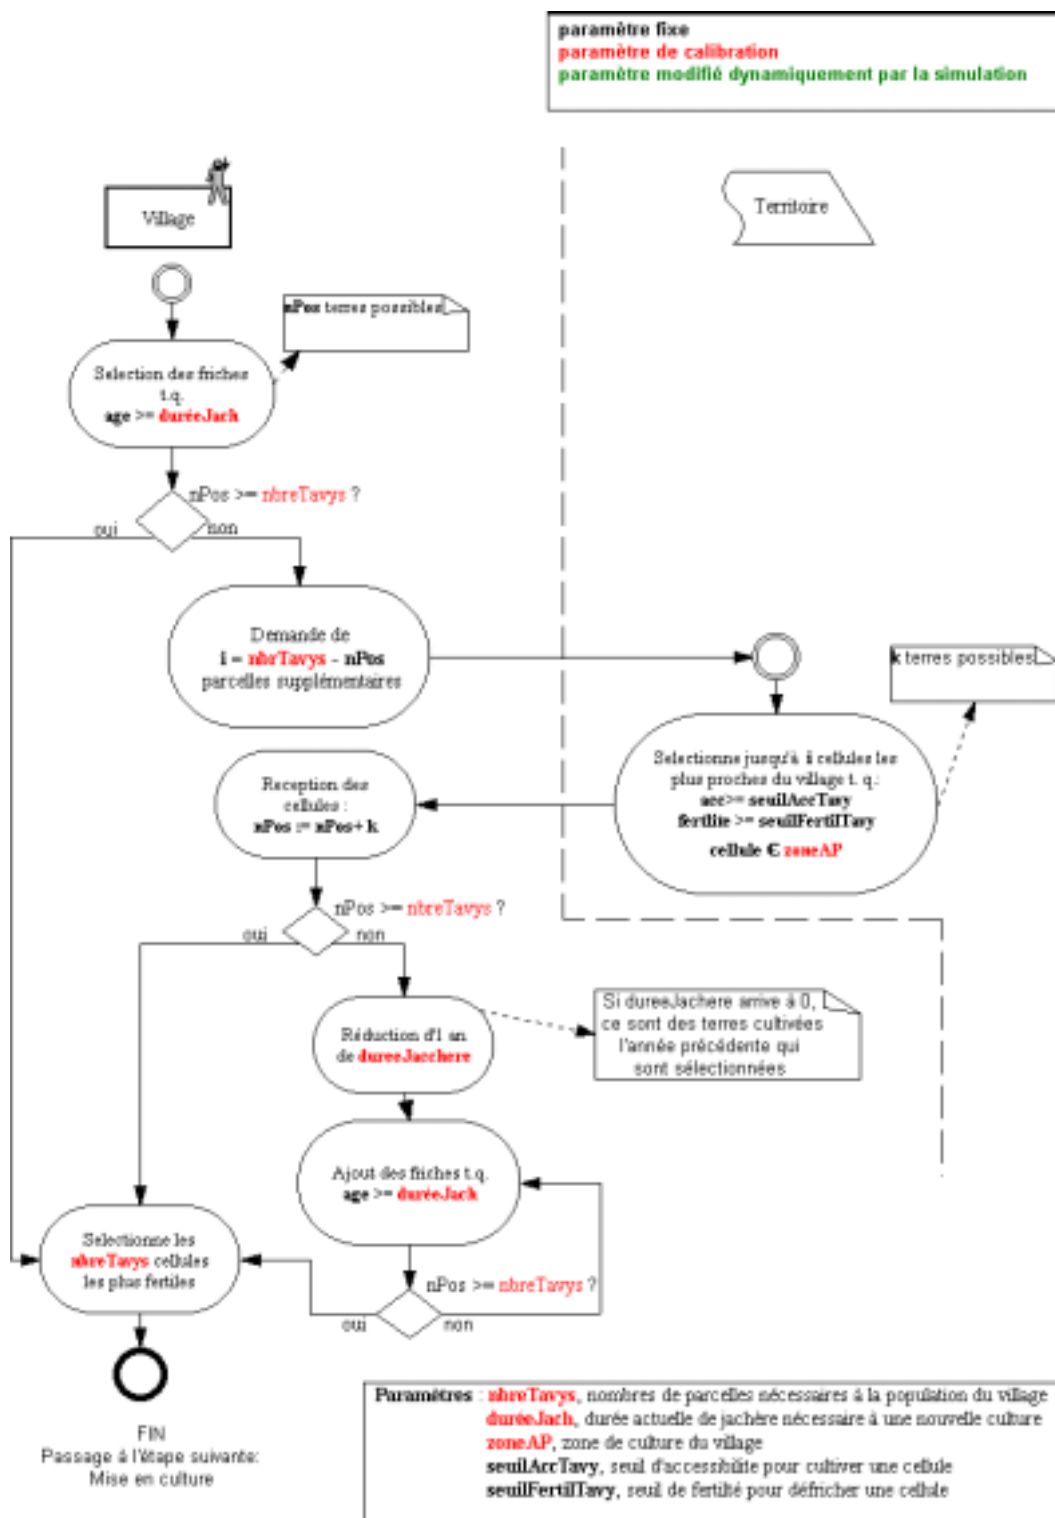 paramètre fixe
paramètre de calibration
paramètre modifié dynamiquement par la simulation
Village
Territoire
nPos terres possibles
Selection des friches
t.q.
age >= duréeJach
nPos >= nbreTavys ?
oui
non
Demande de
i = nbrTavys - nPos
parcelles supplémentaires
k terres possibles
Selectionne jusqu'à i cellules les
plus proches du village t. q.:
acc>= seuilAccTavy
fertlite >= seuilFertilTavy
cellule € zoneAP
Reception des
cellules :
nPos := nPos+k
nPos >= nbreTavys ?
oui
non
Réduction d'1 an
de dureeJacchere
Si dureeJachere arrive à 0,
ce sont des terres cultivées
l'année précédente qui
sont sélectionnées
Ajout des friches t.q.
age >= duréeJach
Selectionne les
nbreTavys cellules
les plus fertiles
nPos >= nbreTavys ?
oui
non
FIN
Passage à l'étape suivante:
Mise en culture
Paramètres : nbreTavys, nombres de parcelles nécessaires à la population du village
duréeJach, durée actuelle de jachère nécessaire à une nouvelle culture
zoneAP, zone de culture du village
seuilAccTavy, seuil d'accessibilite pour cultiver une cellule
seuilFertilTavy, seuil de fertilté pour défricher une cellule